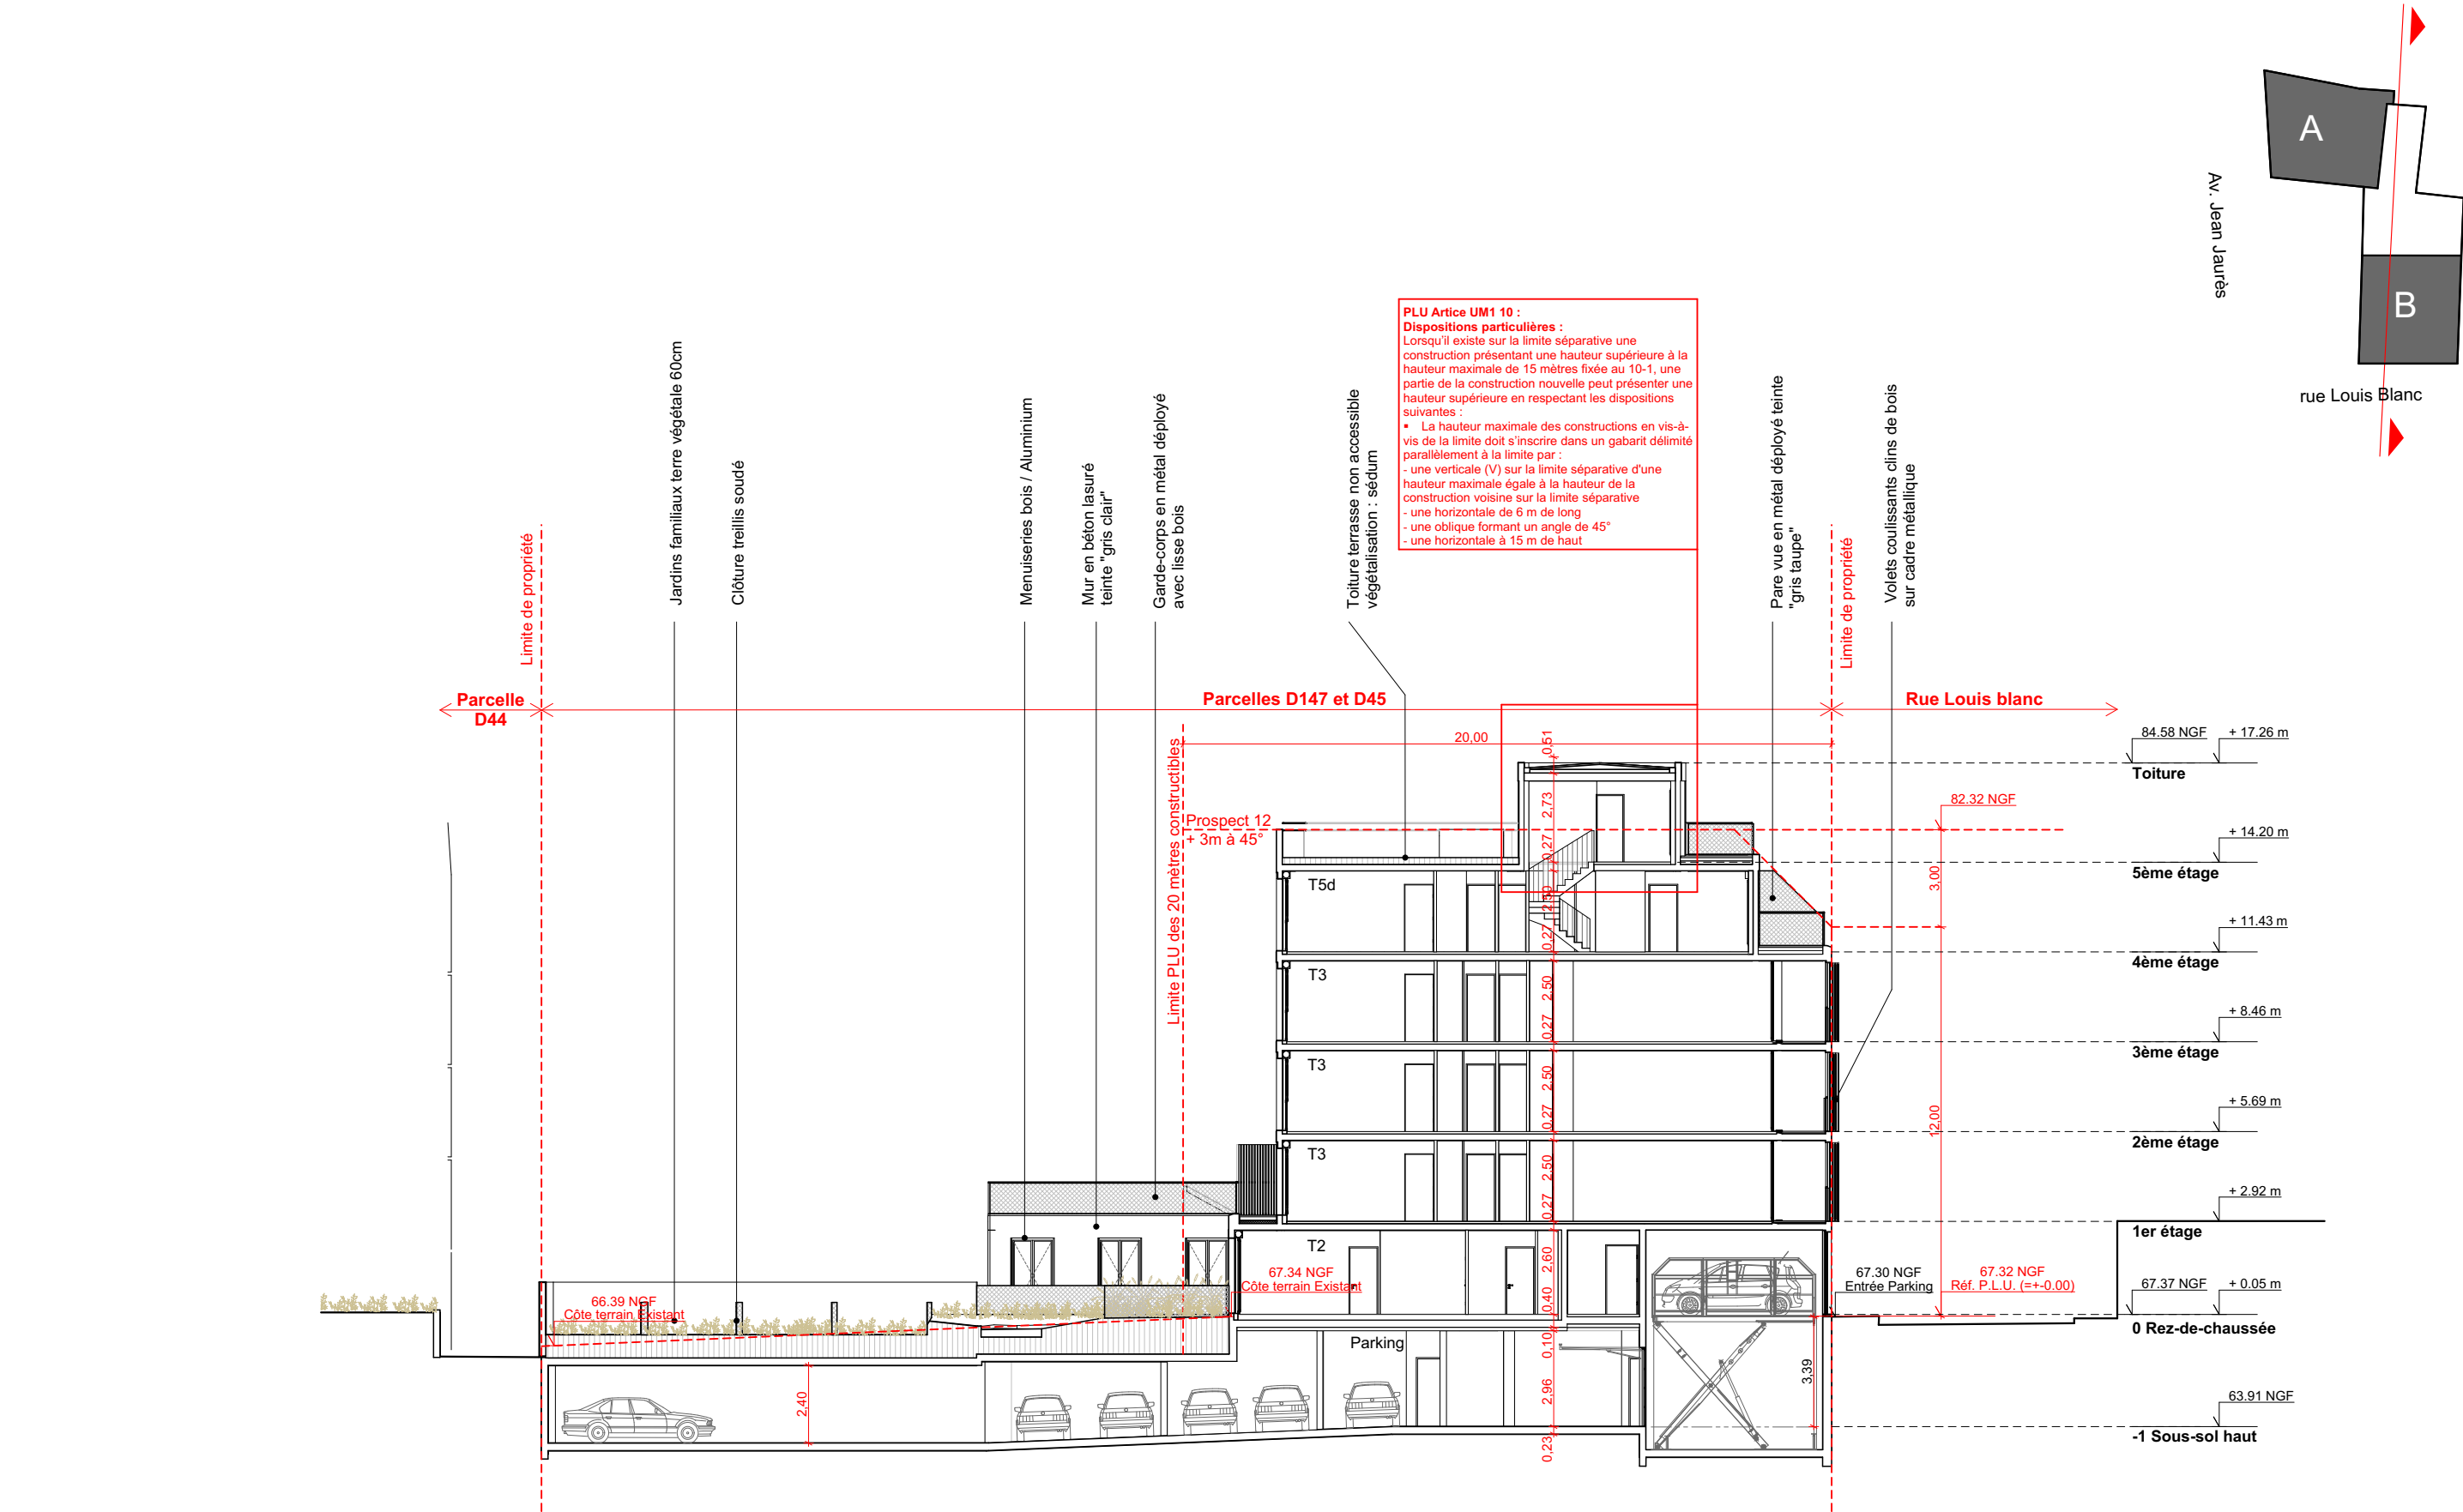 A
B
Av. Jean Jaurès
rue Louis Blanc
PLU Artice UM1 10 :
Dispositions particulières :
Lorsqu'il existe sur la limite séparative une
construction présentant une hauteur supérieure à la
hauteur maximale de 15 mètres fixée au 10-1, une
partie de la construction nouvelle peut présenter une
hauteur supérieure en respectant les dispositions
suivantes :
▪ La hauteur maximale des constructions en vis-à-
vis de la limite doit s'inscrire dans un gabarit délimité
parallèlement à la limite par :
- une verticale (V) sur la limite séparative d'une
hauteur maximale égale à la hauteur de la
construction voisine sur la limite séparative
- une horizontale de 6 m de long
- une oblique formant un angle de 45°
- une horizontale à 15 m de haut
Limite de propriété
Jardins familiaux terre végétale 60cm
Clôture treillis soudé
Menuiseries bois / Aluminium
Mur en béton lasuré
teinte "gris clair"
Garde-corps en métal déployé
avec lisse bois
Toiture terrasse non accessible
végétalisation : sédum
Pare vue en métal déployé teinte
"gris taupe"
Limite de propriété
Volets coulissants clins de bois
sur cadre métallique
Parcelle
D44
Parcelles D147 et D45
Rue Louis blanc
20,00
Limite PLU des 20 mètres constructibles
Prospect 12
+ 3m à 45°
84.58 NGF
+ 17.26 m
Toiture
82.32 NGF
+ 14.20 m
5ème étage
+ 11.43 m
4ème étage
+ 8.46 m
3ème étage
+ 5.69 m
2ème étage
+ 2.92 m
1er étage
67.37 NGF
+ 0.05 m
0 Rez-de-chaussée
63.91 NGF
-1 Sous-sol haut
3,00
12,00
0,51
2,73
0,27
2,50
0,27
2,50
0,27
2,50
0,27
2,50
0,27
2,60
0,40
0,10
2,96
0,23
T5d
T3
T3
T3
T2
67.34 NGF
Côte terrain Existant
66.39 NGF
Côte terrain Existant
67.30 NGF
Entrée Parking
67.32 NGF
Réf. P.L.U. (=+-0.00)
Parking
2,40
3,39